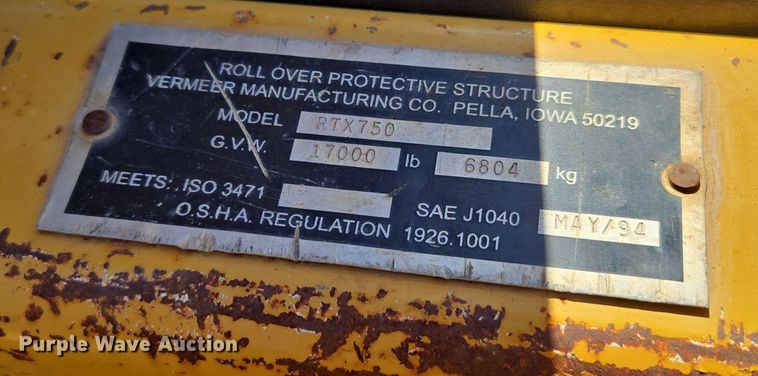 ROLL OVER PROTECTIVE STRUCTURE
VERMEER MANUFACTURING CO. PELLA, IOWA 50219
MODEL RTX750
G.V.W. 17000 lb 6804 kg
MEETS: ISO 3471 SAE J1040 MAY/94
O.S.H.A. REGULATION 1926.1001
Purple Wave Auction